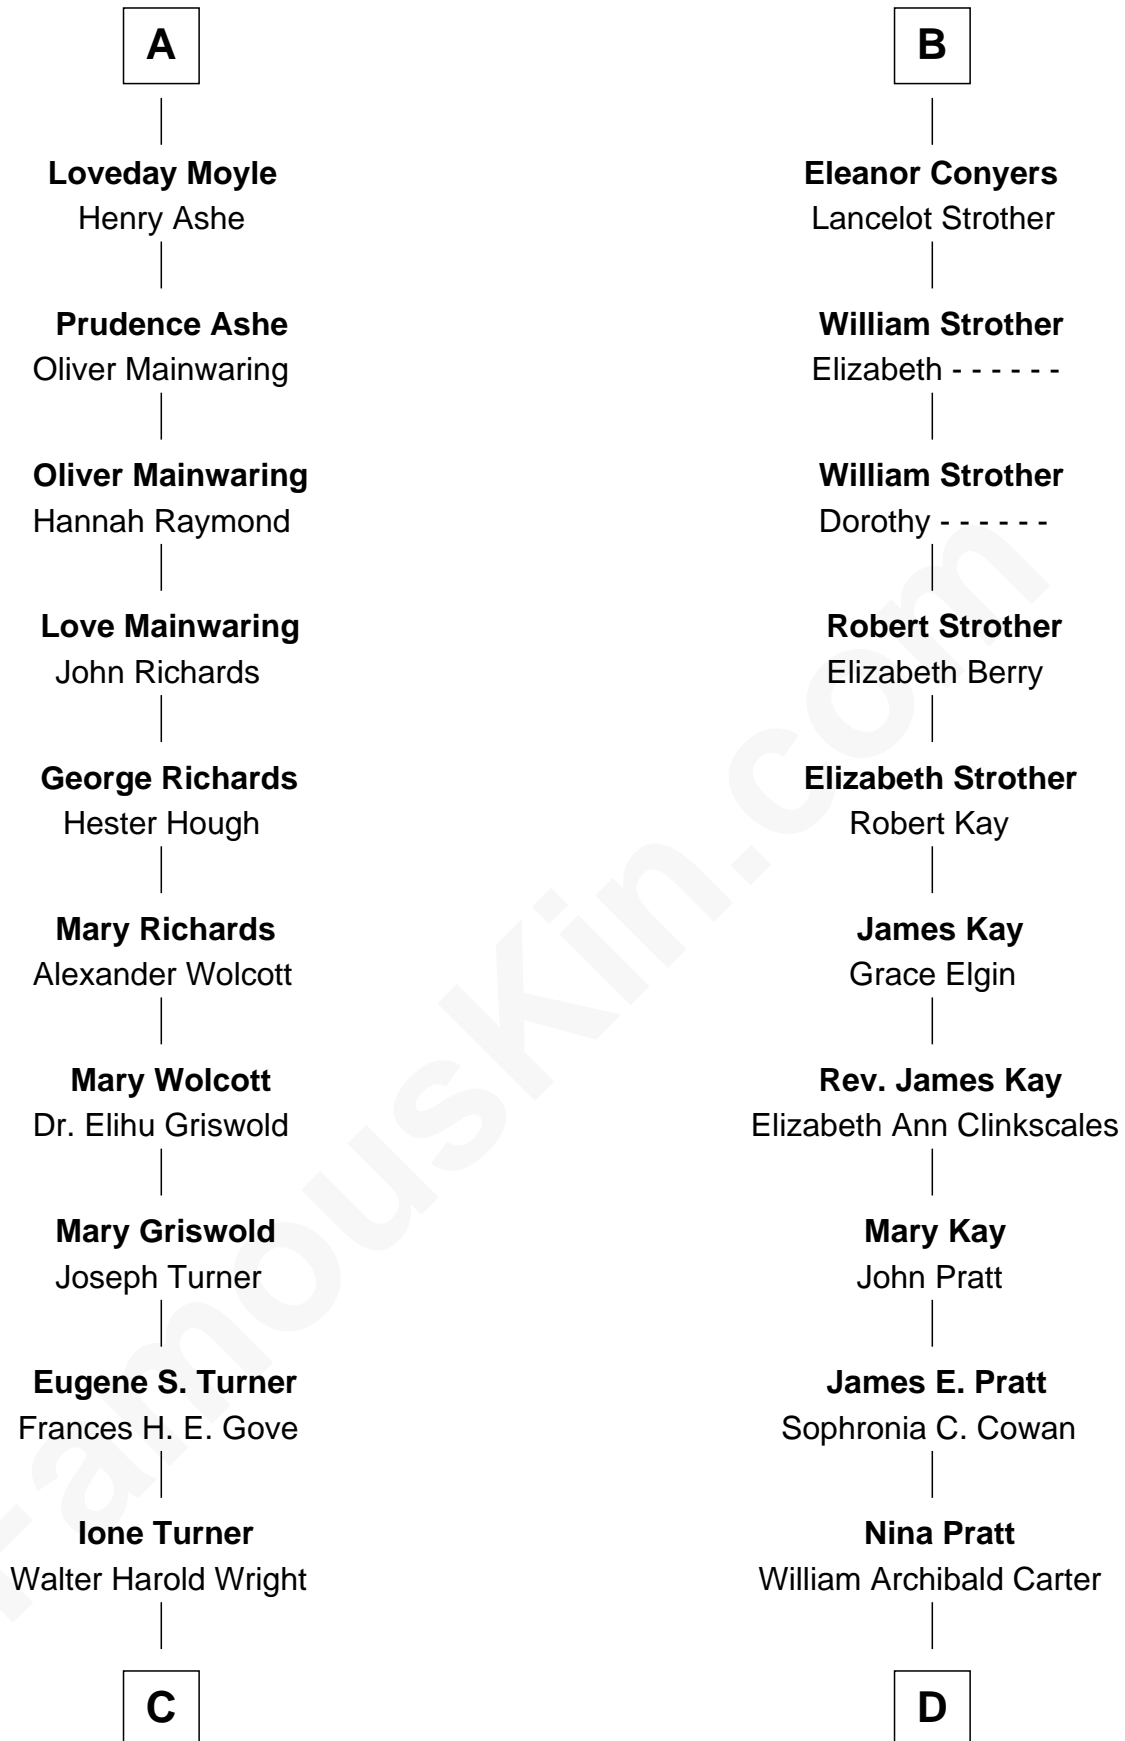 A
Loveday Moyle
Henry Ashe
Prudence Ashe
Oliver Mainwaring
Oliver Mainwaring
Hannah Raymond
Love Mainwaring
John Richards
George Richards
Hester Hough
Mary Richards
Alexander Wolcott
Mary Wolcott
Dr. Elihu Griswold
Mary Griswold
Joseph Turner
Eugene S. Turner
Frances H. E. Gove
Ione Turner
Walter Harold Wright
C
B
Eleanor Conyers
Lancelot Strother
William Strother
Elizabeth - - - - - -
William Strother
Dorothy - - - - - -
Robert Strother
Elizabeth Berry
Elizabeth Strother
Robert Kay
James Kay
Grace Elgin
Rev. James Kay
Elizabeth Ann Clinkscales
Mary Kay
John Pratt
James E. Pratt
Sophronia C. Cowan
Nina Pratt
William Archibald Carter
D
FamousKin.com